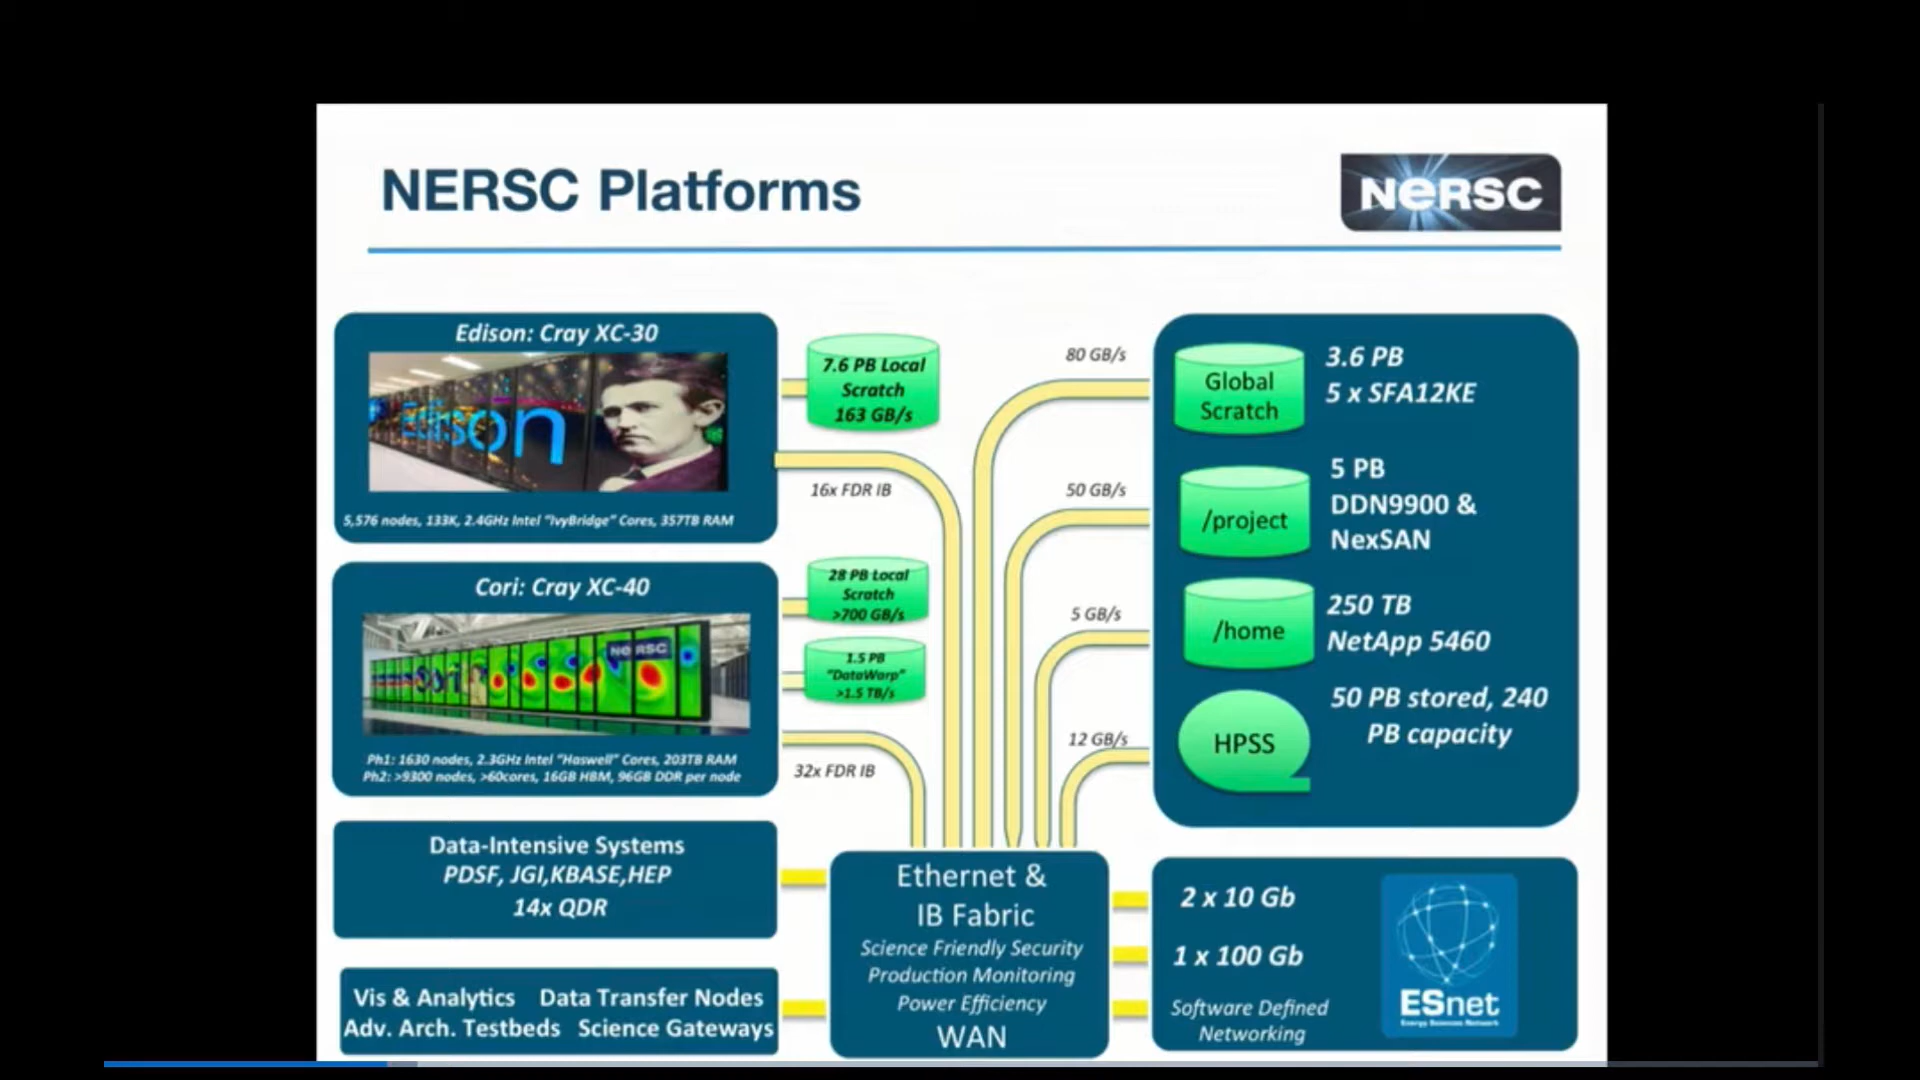 NERSC Platforms
NERSC
Edison: Cray XC-30
Edison
5,576 nodes, 133K, 2.4GHz Intel "IvyBridge" Cores, 357TB RAM
7.6 PB Local
Scratch
163 GB/s
16x FDR IB
Cori: Cray XC-40
NERSC
Ph1: 1630 nodes, 2.3GHz Intel "Haswell" Cores, 203TB RAM
Ph2: >9300 nodes, >60cores, 16GB HBM, 96GB DDR per node
28 PB Local
Scratch
>700 GB/s
1.5 PB
"DataWarp"
>1.5 TB/s
32x FDR IB
80 GB/s
50 GB/s
5 GB/s
12 GB/s
Global
Scratch
3.6 PB
5 x SFA12KE
/project
5 PB
DDN9900 &
NexSAN
/home
250 TB
NetApp 5460
HPSS
50 PB stored, 240
PB capacity
Data-Intensive Systems
PDSF, JGI,KBASE,HEP
14x QDR
Vis & Analytics Data Transfer Nodes
Adv. Arch. Testbeds Science Gateways
Ethernet &
IB Fabric
Science Friendly Security
Production Monitoring
Power Efficiency
WAN
2 x 10 Gb
1 x 100 Gb
Software Defined
Networking
ESnet
Energy Sciences Network